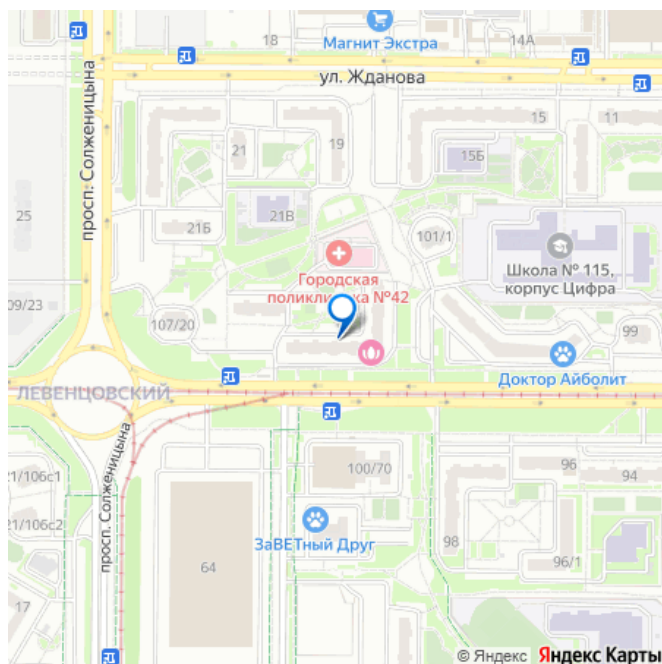 18
Магнит Экстра
14А
ул. Жданова
просп. Солженицына
15
11
19
21
15Б
21В
25
21Б
101/1
Городская
поликлиника №42
Школа № 115,
корпус Цифра
09/23
107/20
99
Доктор Айболит
ЛЕВЕНЦОВСКИЙ
просп. Солженицына
100/70
96
94
21/106с1
21/106с2
ЗаВЕТный Друг
98
96/1
64
17
© Яндекс Яндекс Карты